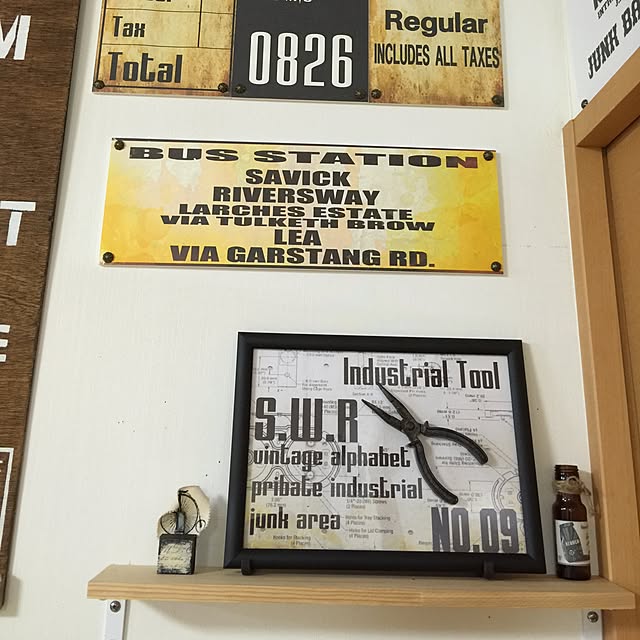 Tax
Total
0826
Regular
INCLUDES ALL TAXES
JUNK BA
M
T
E
BUS STATION
SAVICK
RIVERSWAY
LARCHES ESTATE
VIA TULKETH BROW
LEA
VIA GARSTANG RD.
Industrial Tool
S.W.R
vintage alphabet
pribate industrial
junk area
NO.09